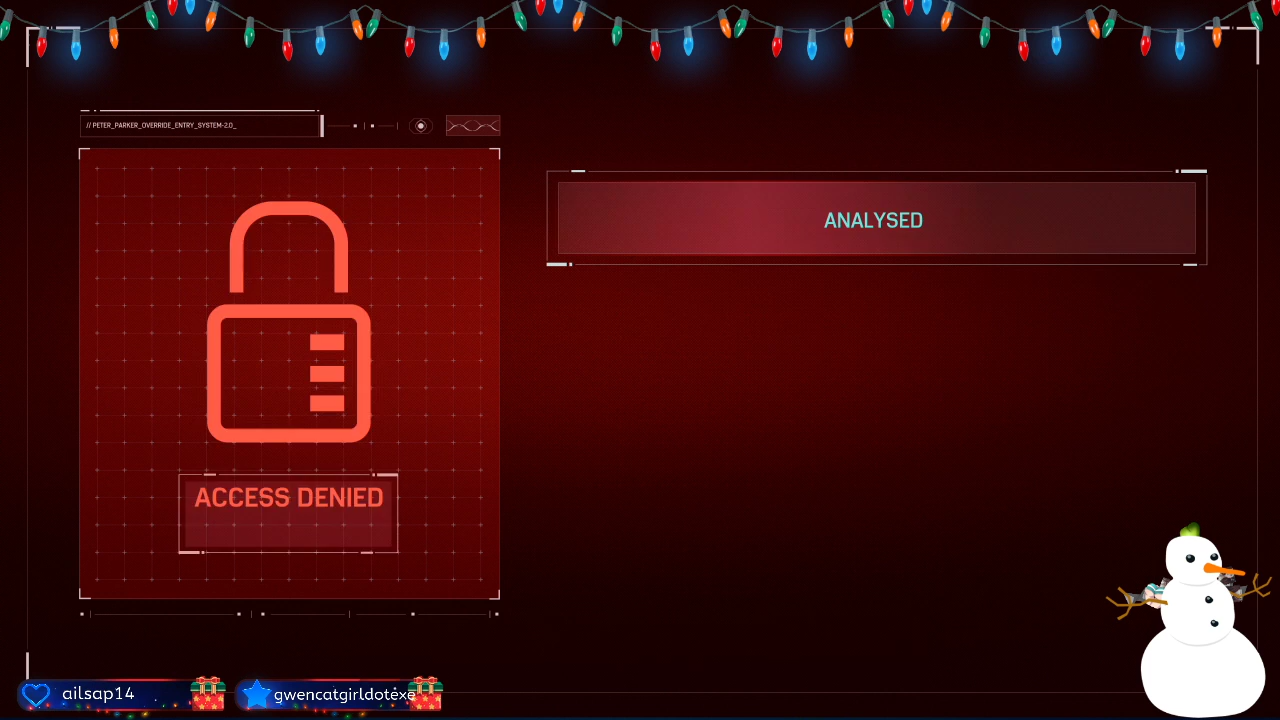 // PETER_PARKER_OVERRIDE_ENTRY_SYSTEM-2.0_
ANALYSED
ACCESS DENIED
ailsap14
gwencatgirldotexe